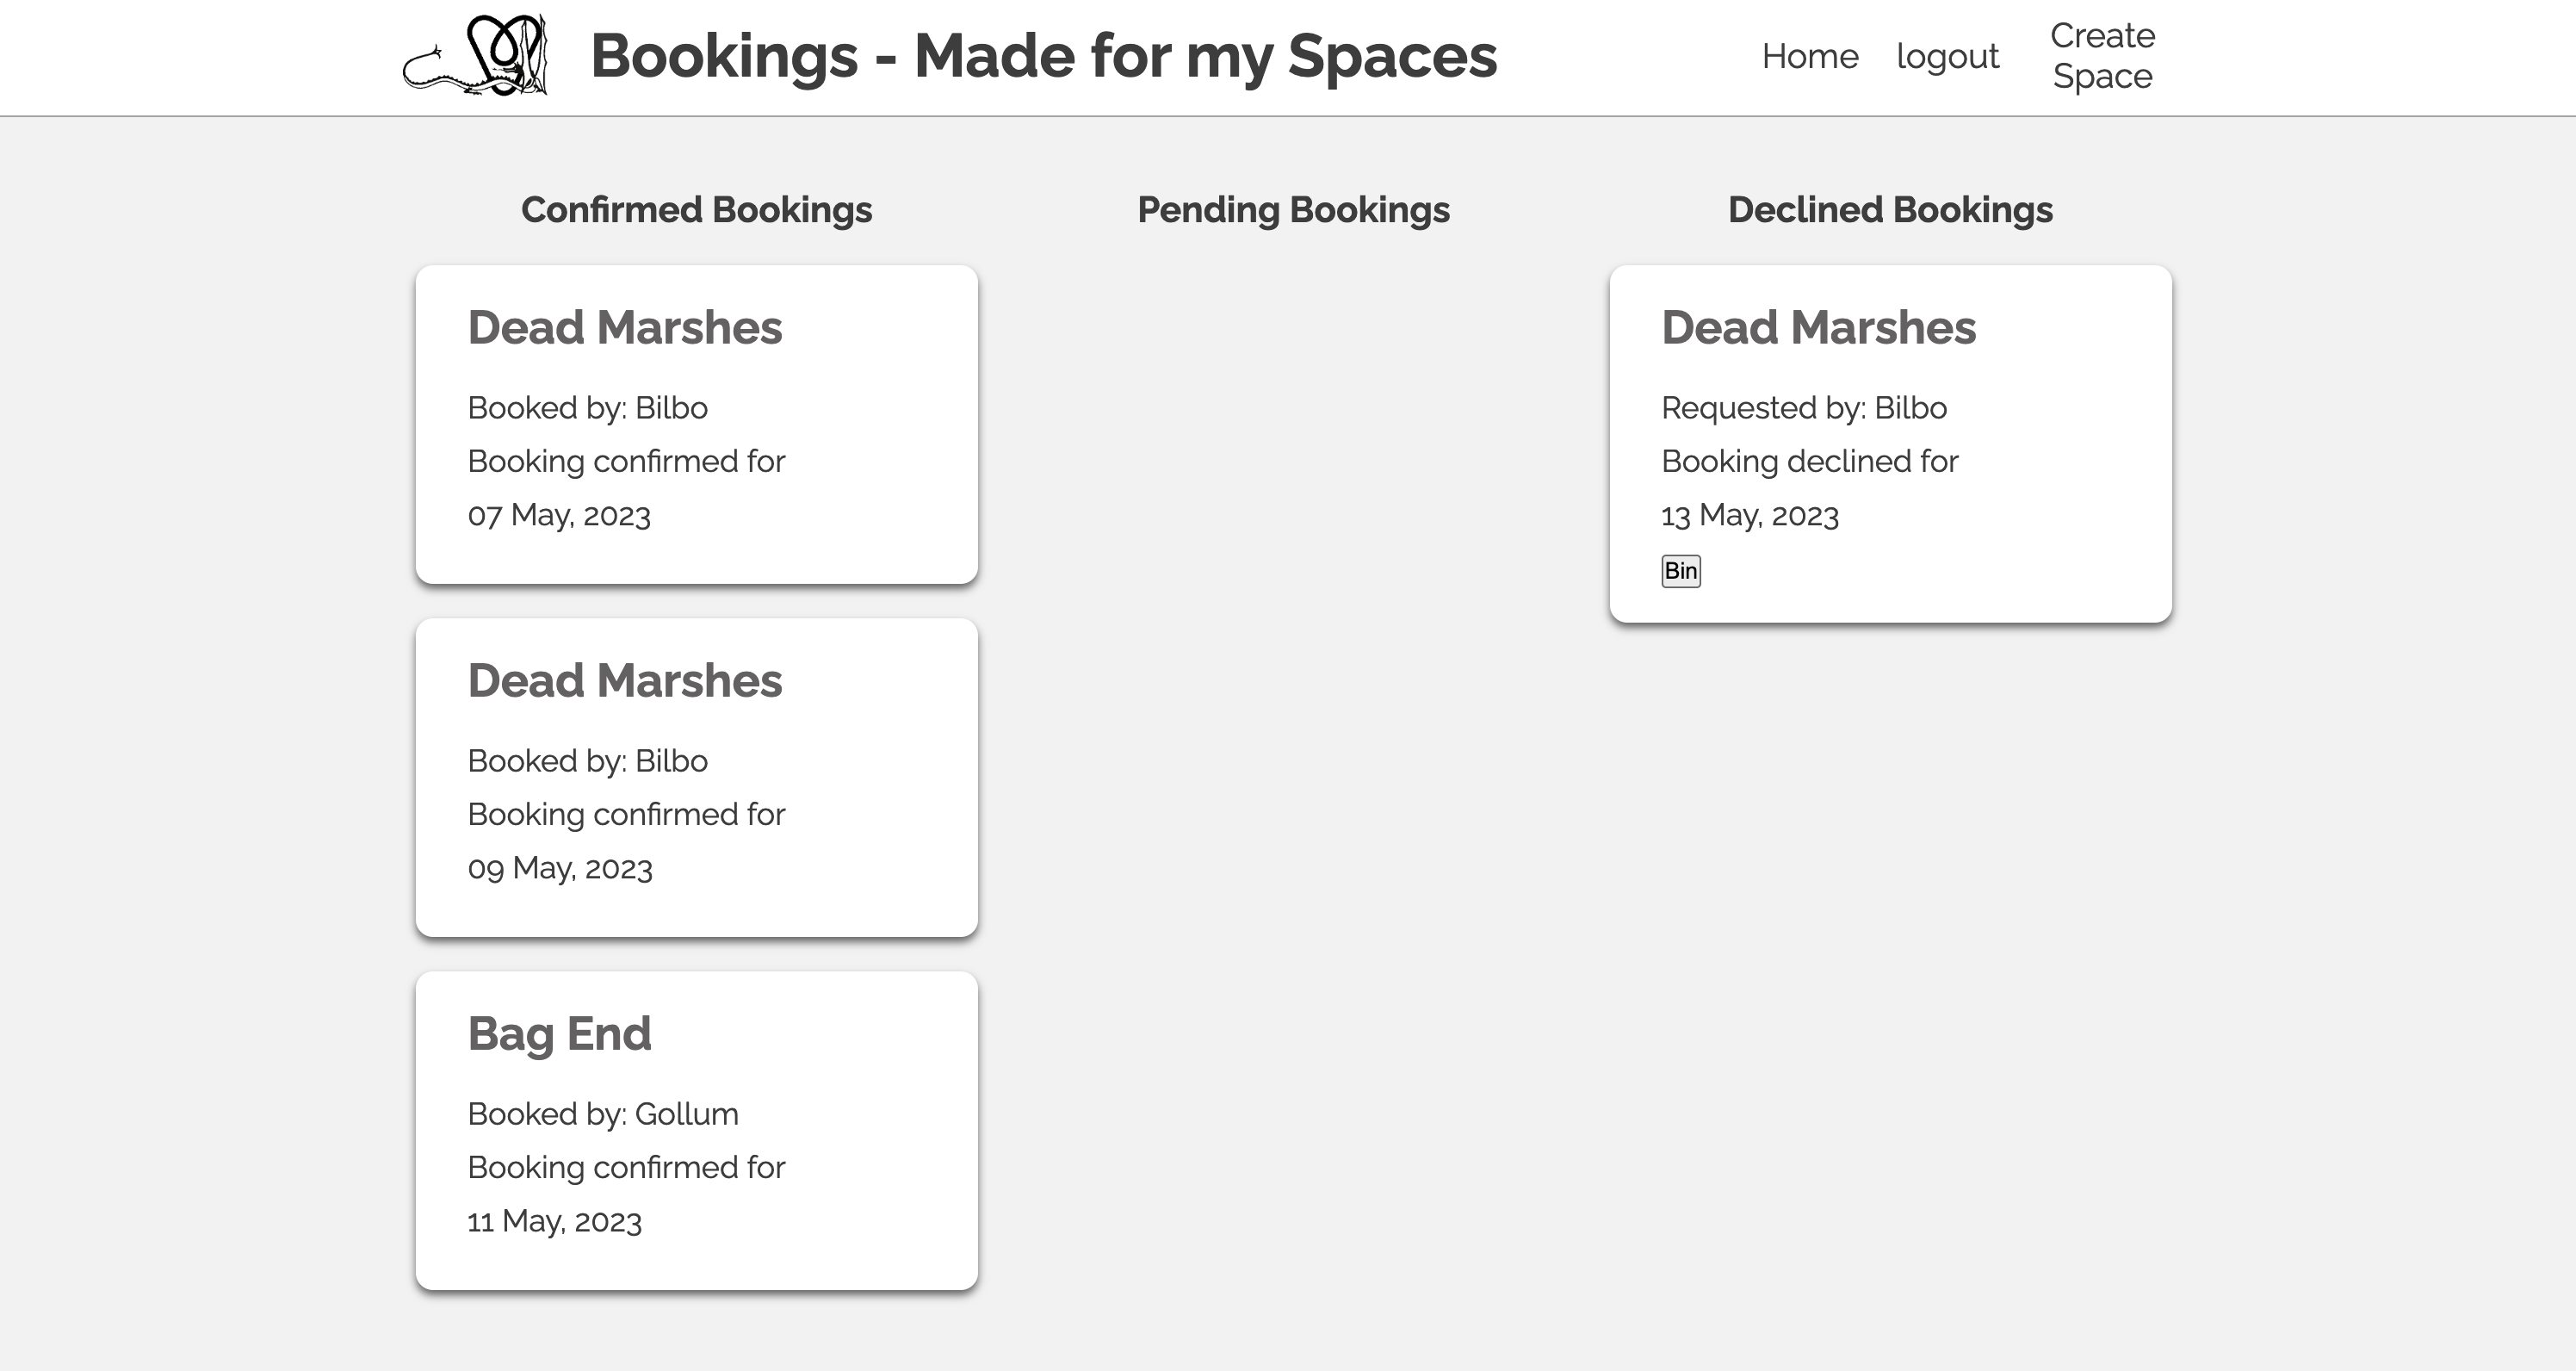 Bookings - Made for my Spaces
Home
logout
Create
Space
Confirmed Bookings
Dead Marshes
Booked by: Bilbo
Booking confirmed for
07 May, 2023
Dead Marshes
Booked by: Bilbo
Booking confirmed for
09 May, 2023
Bag End
Booked by: Gollum
Booking confirmed for
11 May, 2023
Pending Bookings
Declined Bookings
Dead Marshes
Requested by: Bilbo
Booking declined for
13 May, 2023
Bin